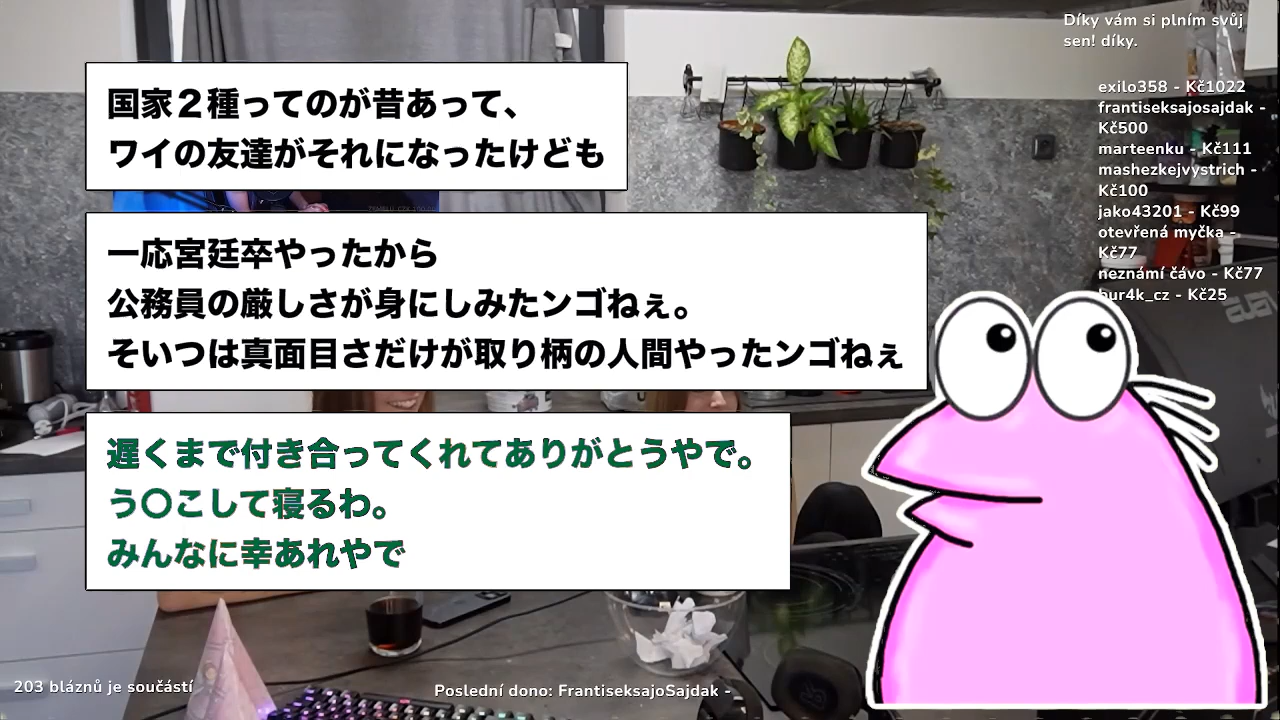 国家２種ってのが昔あって、
ワイの友達がそれになったけども
一応宮廷卒やったから
公務員の厳しさが身にしみたンゴねぇ。
そいつは真面目さだけが取り柄の人間やったンゴねぇ
遅くまで付き合ってくれてありがとうやで。
う〇こして寝るわ。
みんなに幸あれやで
Díky vám si plním svůj
sen! díky.
exilo358 - Kč1022
frantiseksajosajdak -
Kč500
marteenku - Kč111
mashezkejvystrich -
Kč100
jako43201 - Kč99
otevřená myčka -
Kč77
neznámí čávo - Kč77
bur4k_cz - Kč25
203 bláznů je součástí
Poslední dono: FrantiseksajoSajdak -